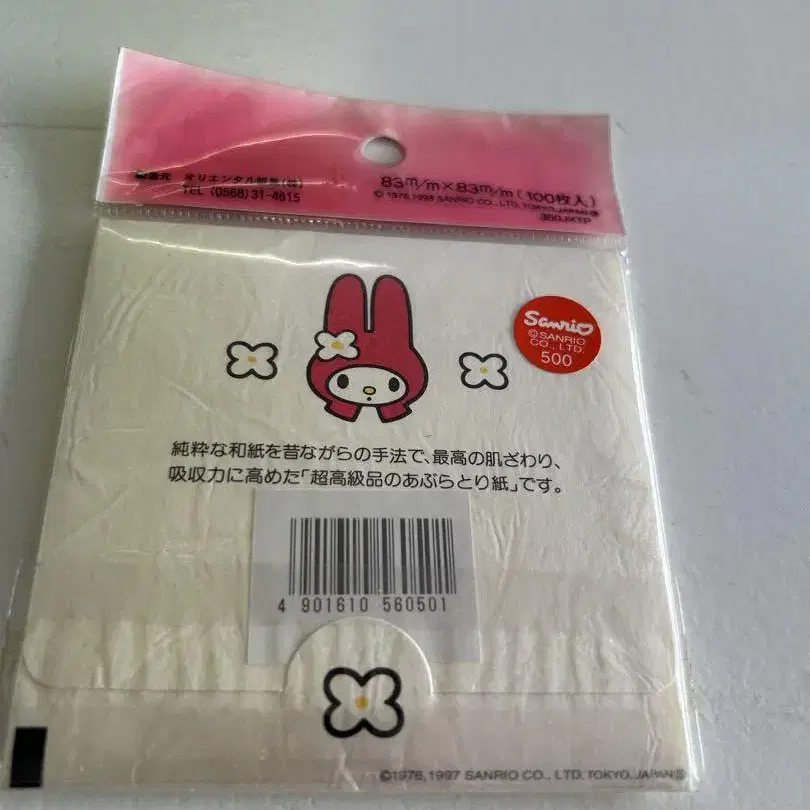 オリエンタル
TEL (0568)31-4615
83m/m×83m/m(100枚入)
© 1976, 1998 SANRIO CO., LTD. TOKYO, JAPAN
Sanrio
©SANRIO
CO., LTD.
500
純粋な和紙を昔ながらの手法で、最高の肌ざわり、
吸収力に高めた「超高級品のあぶらとり紙」です。
4 901610 560501
©1976, 1997 SANRIO CO., LTD. TOKYO, JAPAN